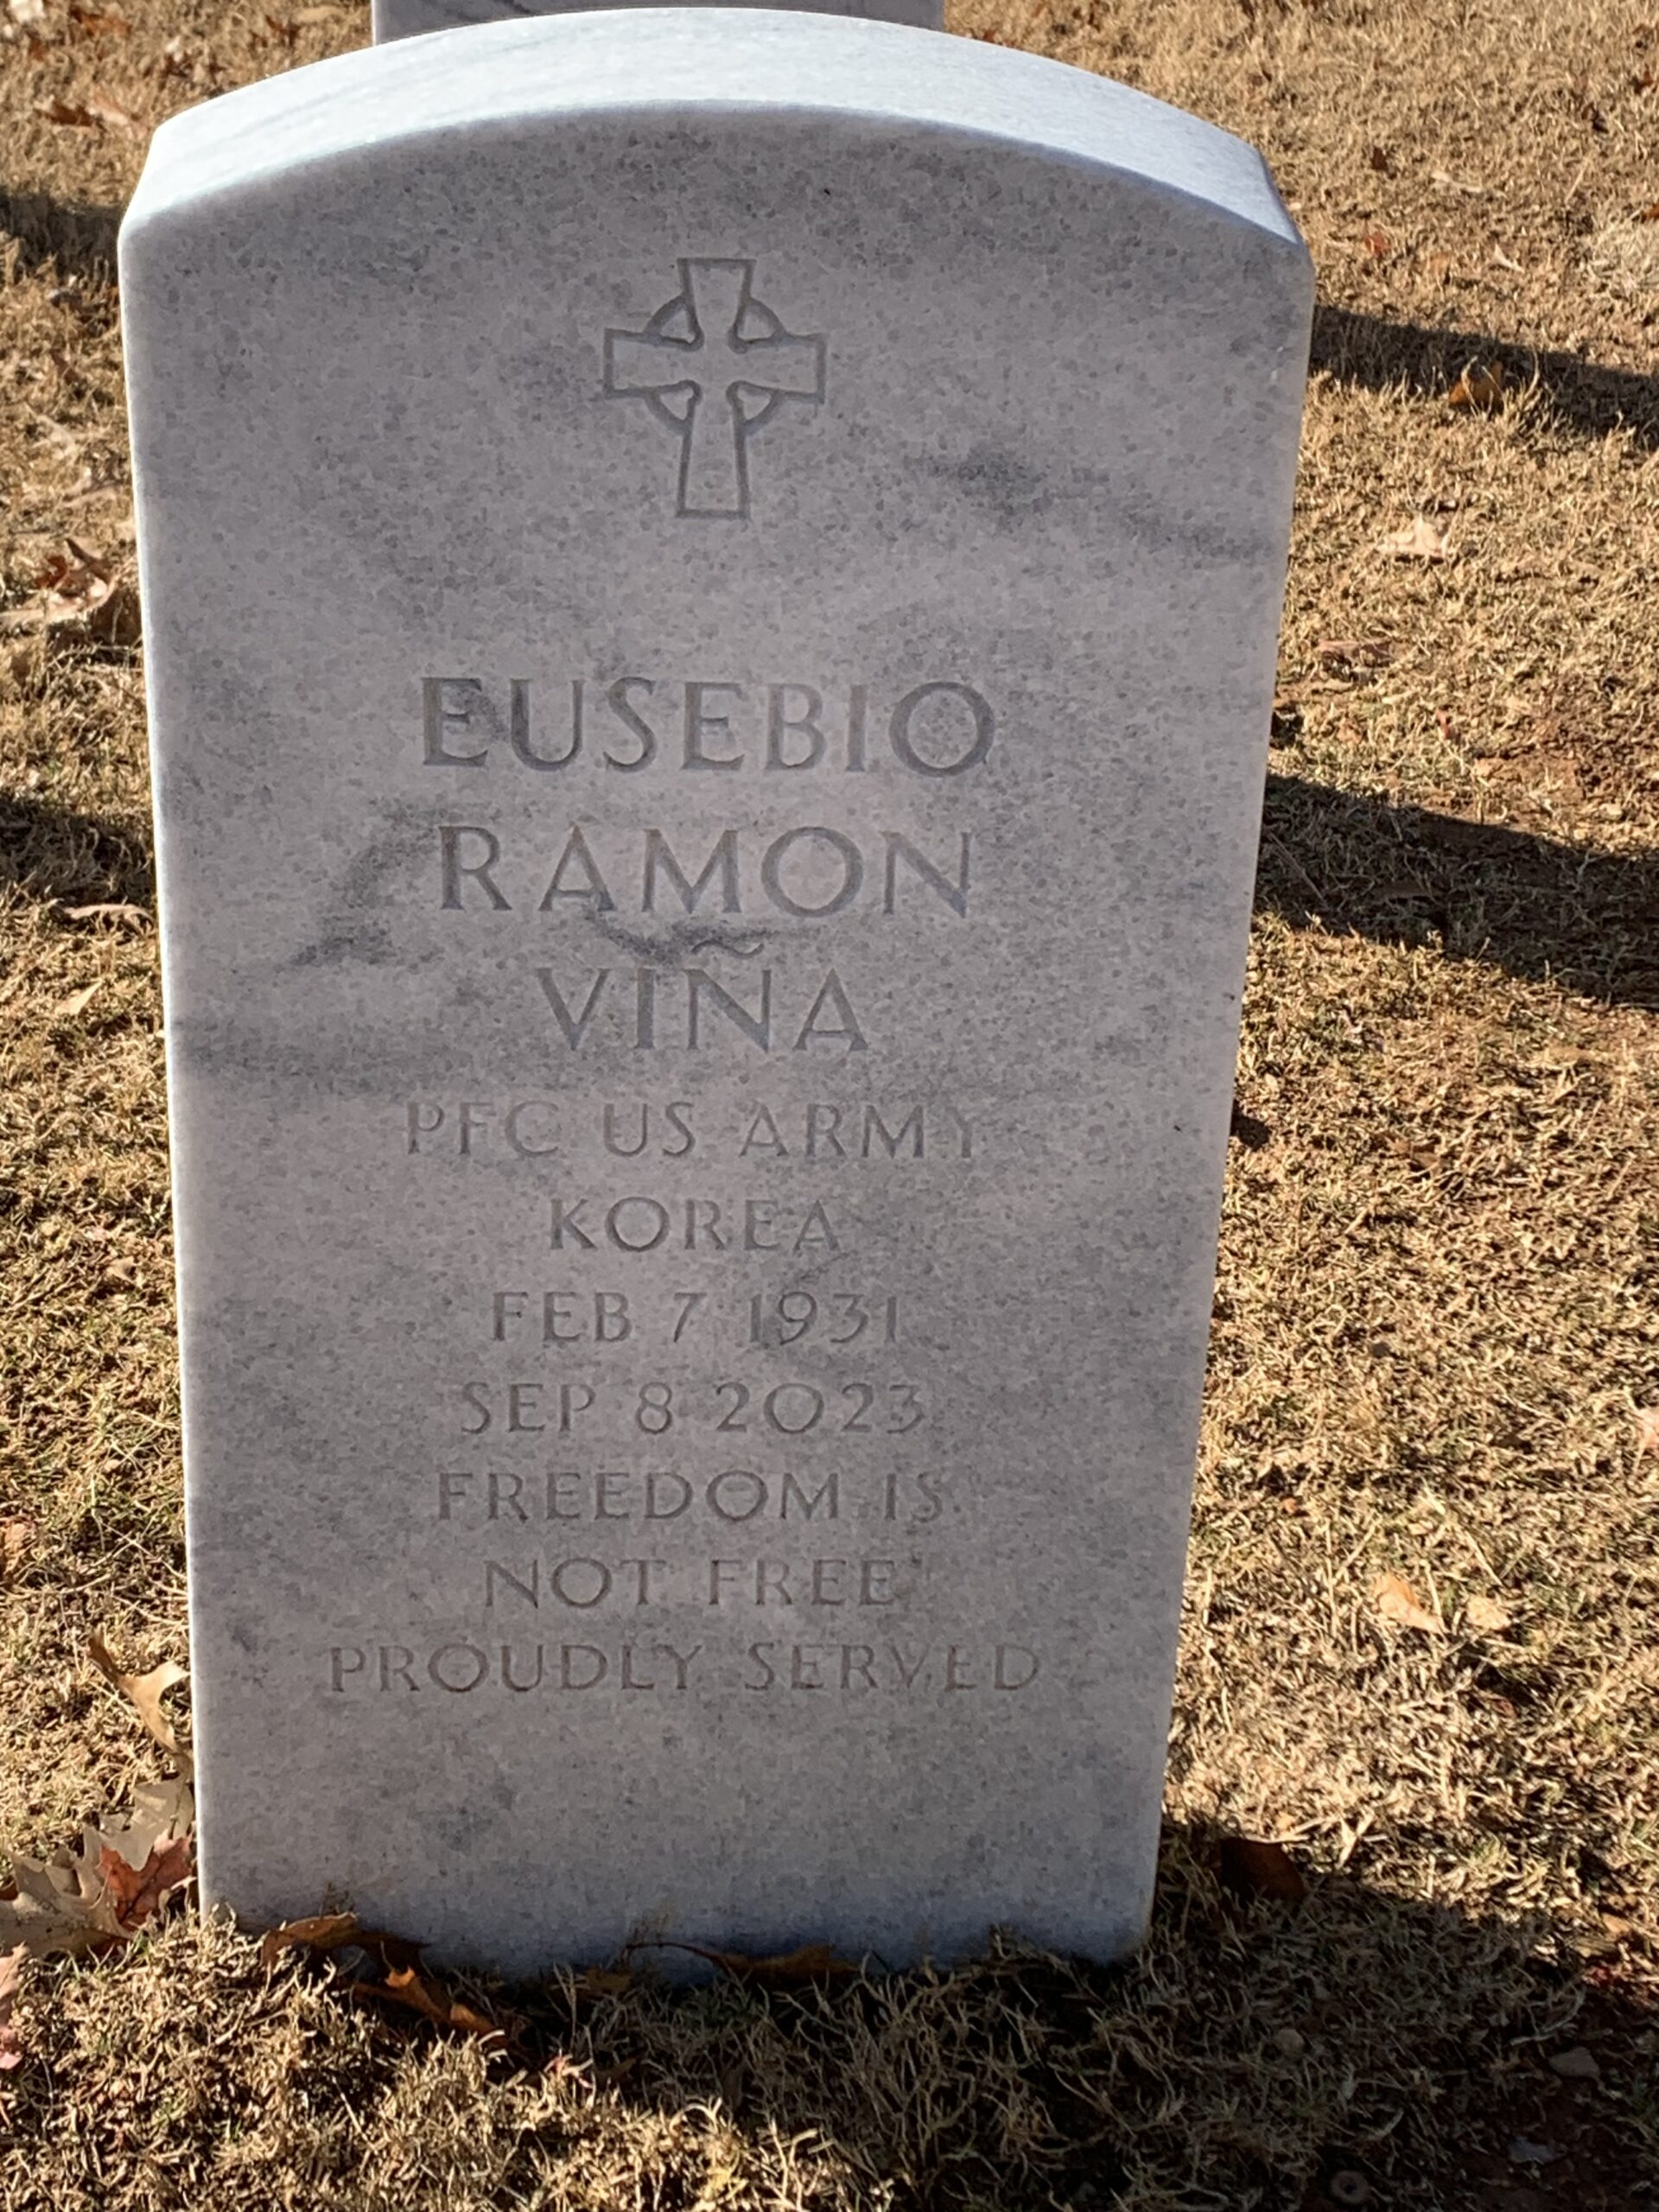 EUSEBIO
RAMON
VIÑA
PFC US ARMY
KOREA
FEB 7 1931
SEP 8 2023
FREEDOM IS
NOT FREE
PROUDLY SERVED